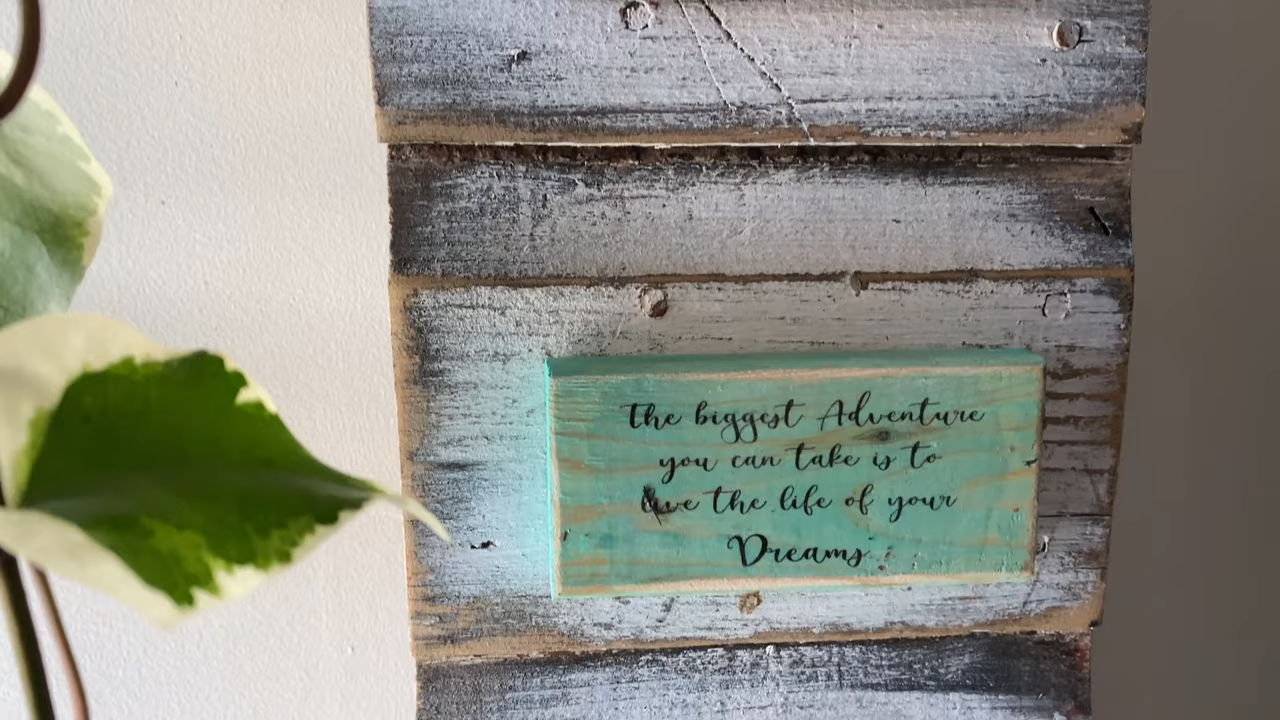 The biggest Adventure
you can take is to
live the life of your
Dreams.